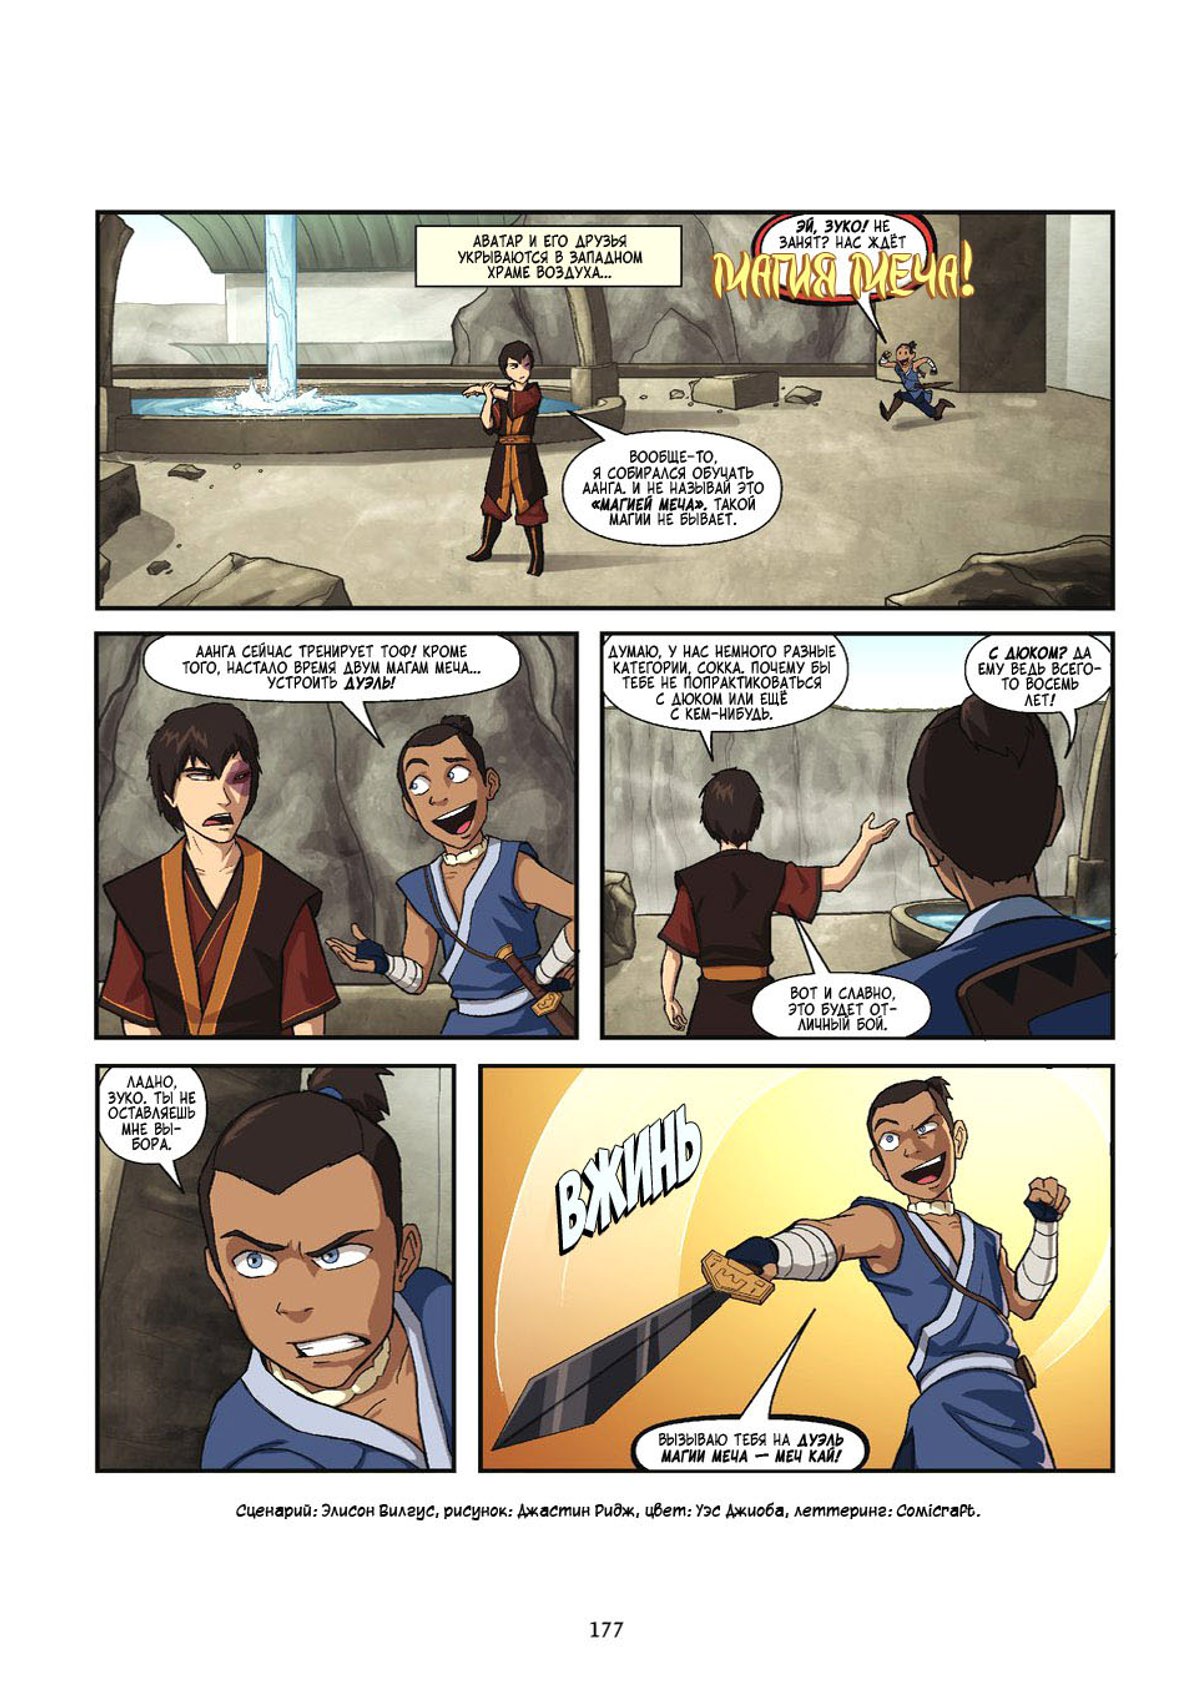 АВАТАР И ЕГО ДРУЗЬЯ
УКРЫВАЮТСЯ В ЗАПАДНОМ
ХРАМЕ ВОЗДУХА...
ЭЙ, ЗУКО! НЕ
ЗАНЯТ? НАС ЖДЁТ
МАГИЯ МЕЧА!
ВООБЩЕ-ТО,
Я СОБИРАЛСЯ ОБУЧАТЬ
ААНГА. И НЕ НАЗЫВАЙ ЭТО
«МАГИЕЙ МЕЧА». ТАКОЙ
МАГИИ НЕ БЫВАЕТ.
ААНГА СЕЙЧАС ТРЕНИРУЕТ ТОФ! КРОМЕ
ТОГО, НАСТАЛО ВРЕМЯ ДВУМ МАГАМ МЕЧА...
УСТРОИТЬ ДУЭЛЬ!
ДУМАЮ, У НАС НЕМНОГО РАЗНЫЕ
КАТЕГОРИИ, СОККА. ПОЧЕМУ БЫ
ТЕБЕ НЕ ПОПРАКТИКОВАТЬСЯ
С ДЮКОМ ИЛИ ЕЩЁ
С КЕМ-НИБУДЬ.
С ДЮКОМ? ДА
ЕМУ ВЕДЬ ВСЕГО-
ТО ВОСЕМЬ
ЛЕТ!
ВОТ И СЛАВНО,
ЭТО БУДЕТ ОТ-
ЛИЧНЫЙ БОЙ.
ЛАДНО,
ЗУКО. ТЫ НЕ
ОСТАВЛЯЕШЬ
МНЕ ВЫ-
БОРА.
ВЖИНЬ
ВЫЗЫВАЮ ТЕБЯ НА ДУЭЛЬ
МАГИИ МЕЧА — МЕЧ КАЙ!
Сценарий: Элисон Вилгус, рисунок: Джастин Ридж, цвет: Уэс Джиоба, леттеринг: Comicraft.
177